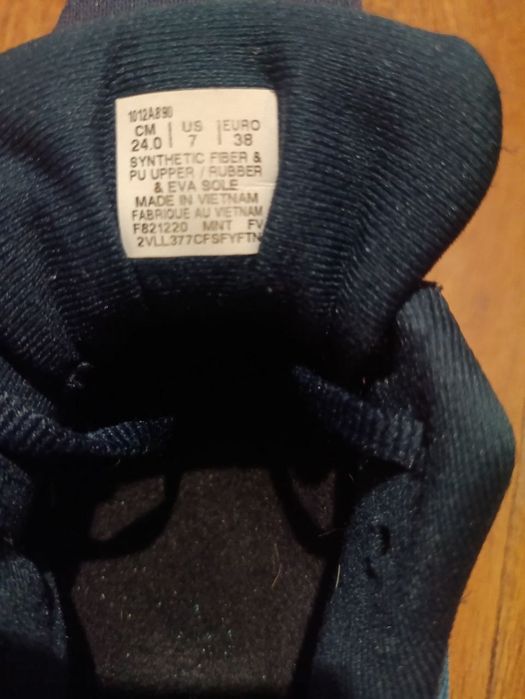 1012A890
CM | US | EURO
24.0 | 7 | 38
SYNTHETIC FIBER &
PU UPPER / RUBBER
& EVA SOLE
MADE IN VIETNAM
FABRIQUE AU VIETNAM
F821220 MNT FV
2VLL377CFSFYFTN